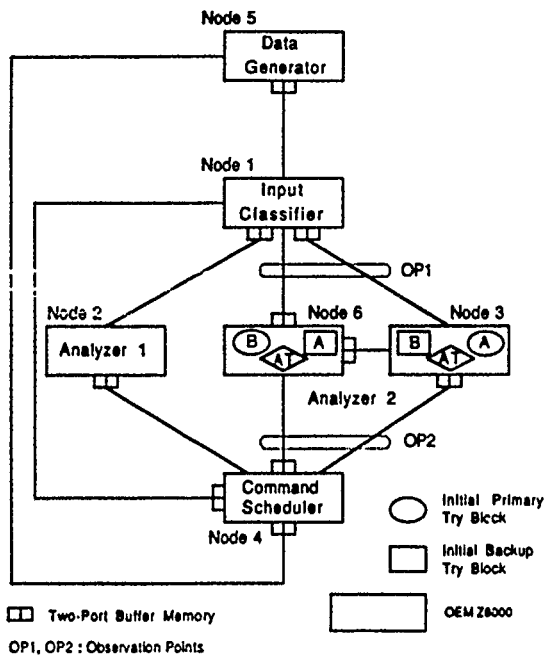 Node 5
Data
Generator
Node 1
Input
Classifier
OP1
Node 2
Node 6
Node 3
Analyzer 1
B
A
AT
B
A
AT
Analyzer 2
OP2
Command
Scheduler
Node 4
Initial Primary
Try Block
Initial Backup
Try Block
Two-Port Buffer Memory
OEM Z8000
OP1, OP2 : Observation Points